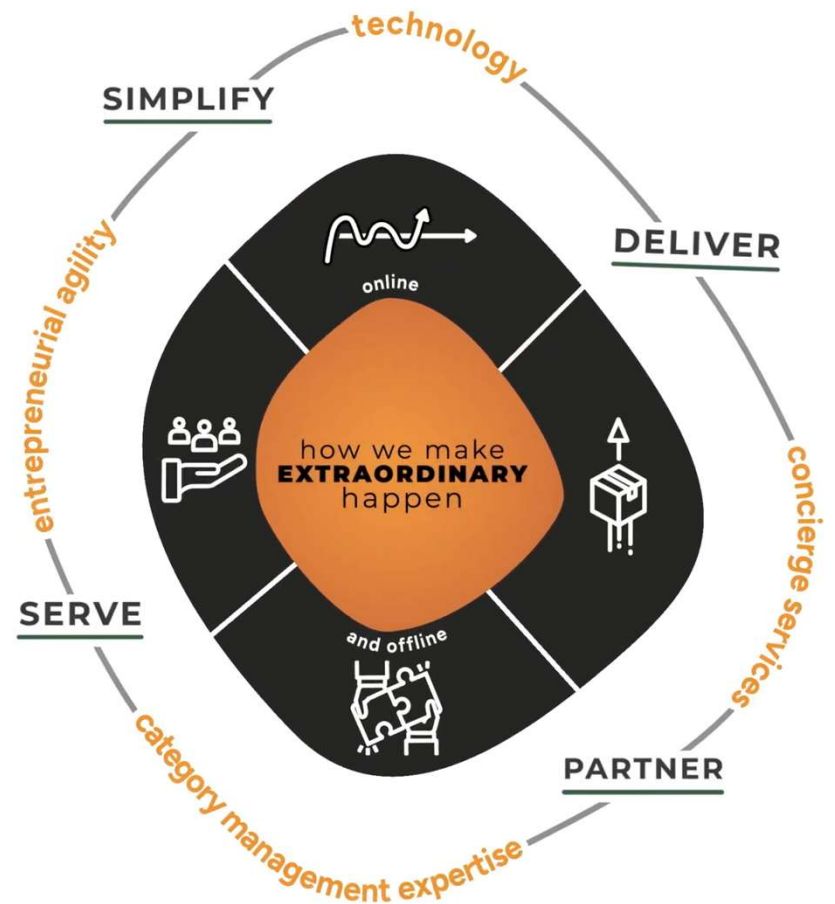 technology
SIMPLIFY
DELIVER
entrepreneurial agility
online
how we make
EXTRAORDINARY
happen
concierge services
SERVE
and offline
PARTNER
category management expertise